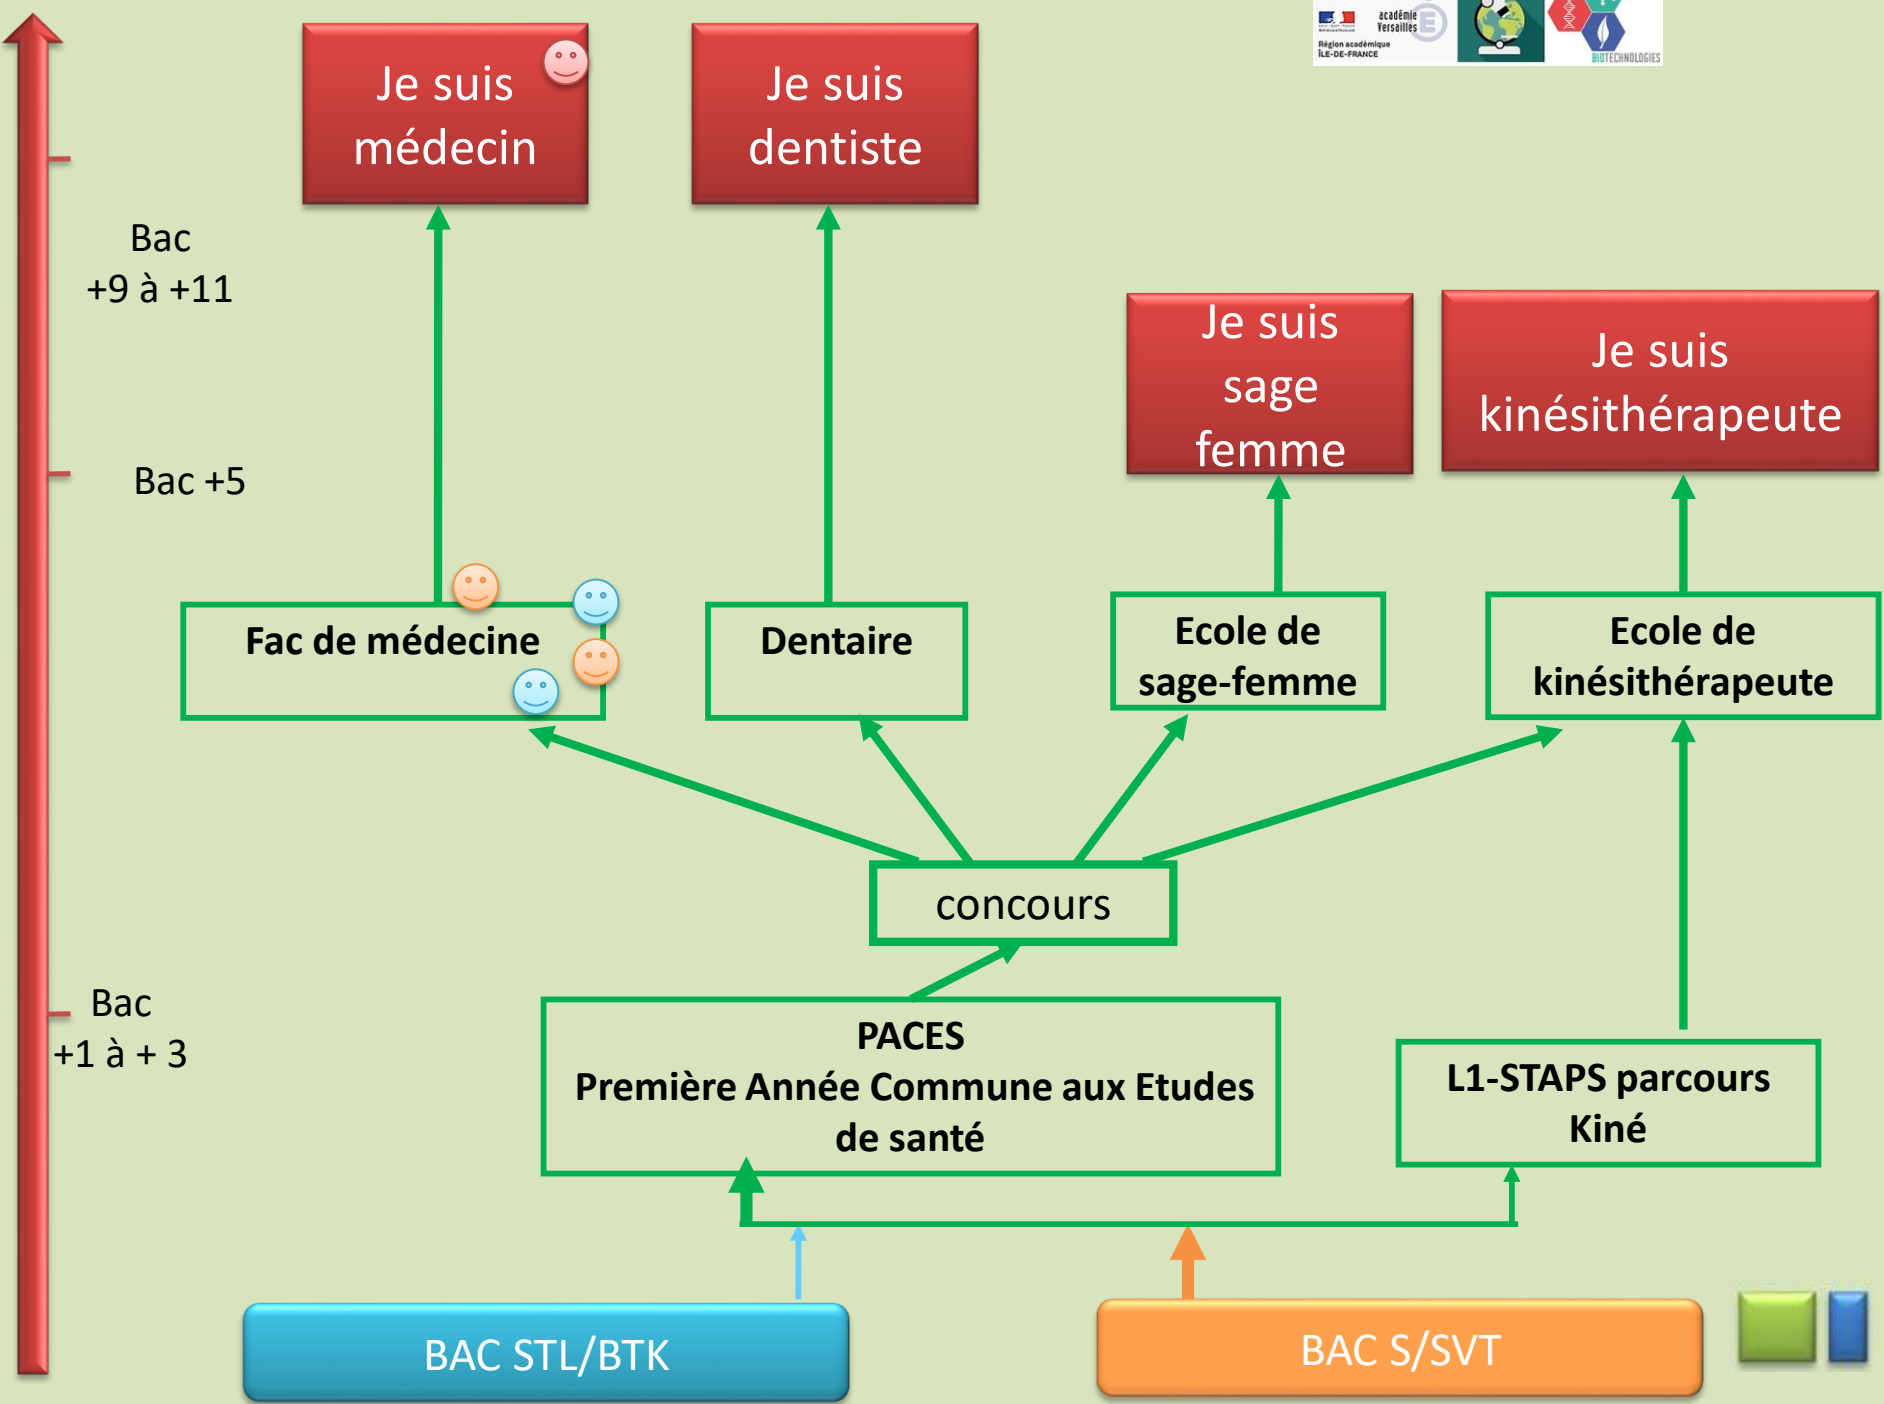 académie
Versailles
Région académique
ÎLE-DE-FRANCE
BIOTECHNOLOGIES
Je suis
médecin
Je suis
dentiste
Bac
+9 à +11
Je suis
sage
femme
Je suis
kinésithérapeute
Bac +5
Fac de médecine
Dentaire
Ecole de
sage-femme
Ecole de
kinésithérapeute
concours
Bac
+1 à + 3
PACES
Première Année Commune aux Etudes
de santé
L1-STAPS parcours
Kiné
BAC STL/BTK
BAC S/SVT